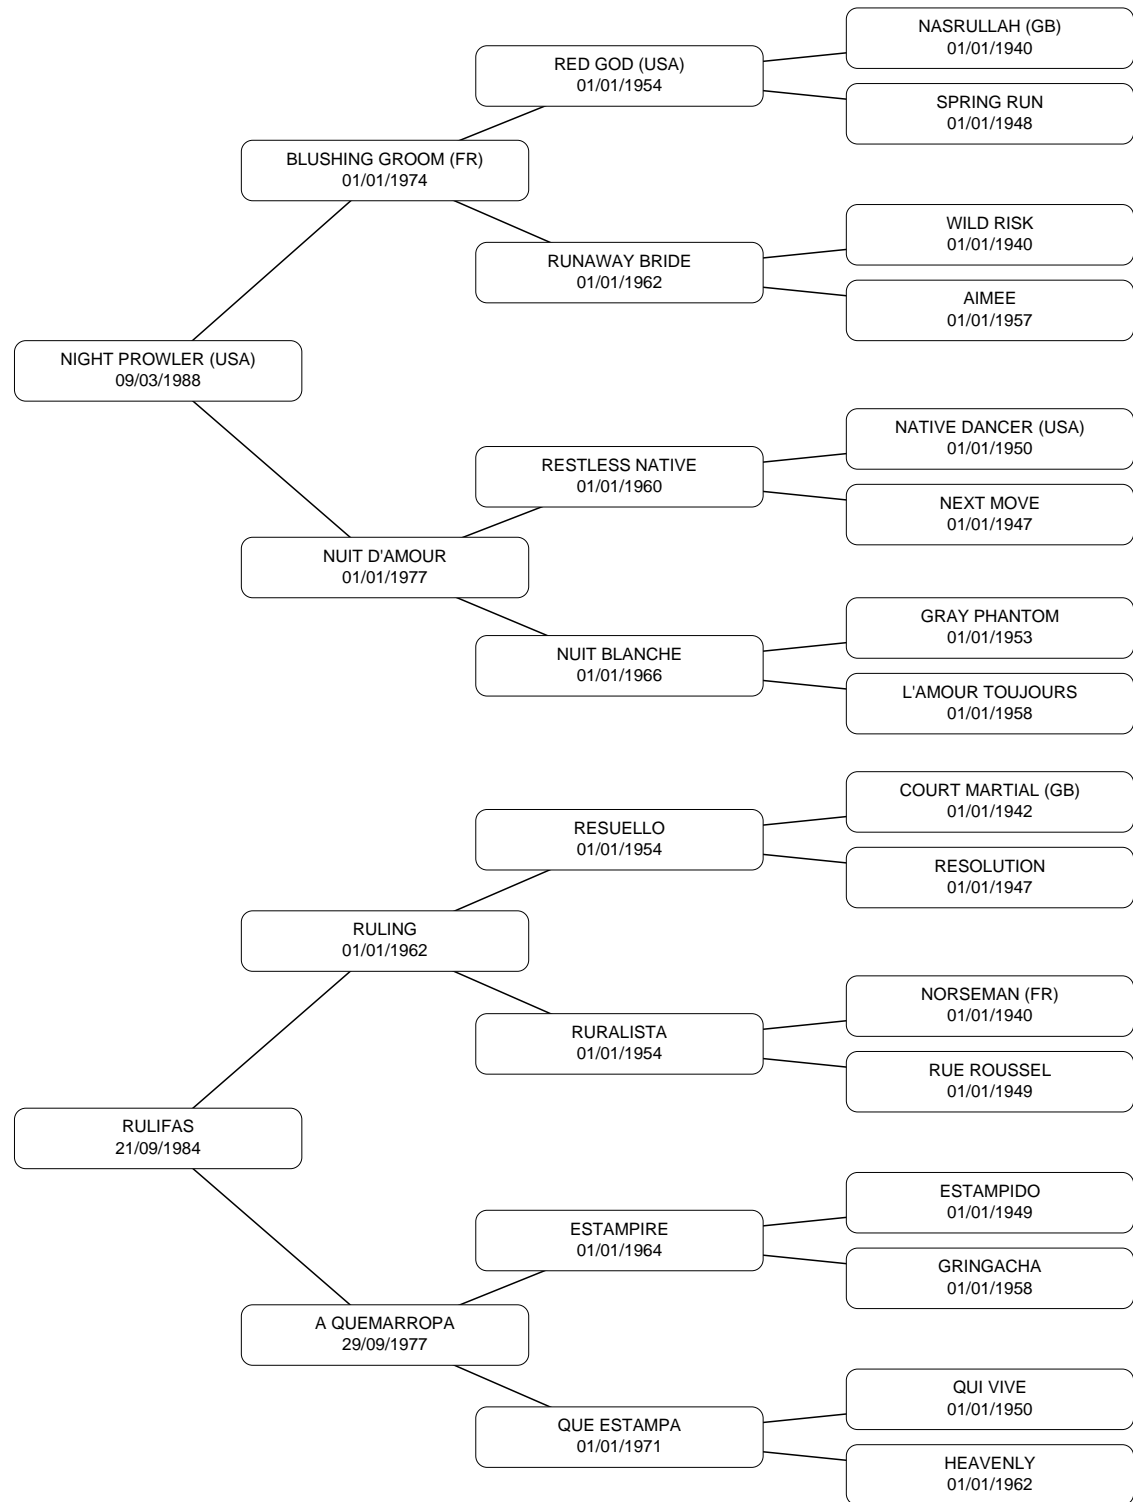 NASRULLAH (GB)
01/01/1940
RED GOD (USA)
01/01/1954
SPRING RUN
01/01/1948
BLUSHING GROOM (FR)
01/01/1974
WILD RISK
01/01/1940
RUNAWAY BRIDE
01/01/1962
AIMEE
01/01/1957
NIGHT PROWLER (USA)
09/03/1988
NATIVE DANCER (USA)
01/01/1950
RESTLESS NATIVE
01/01/1960
NEXT MOVE
01/01/1947
NUIT D'AMOUR
01/01/1977
GRAY PHANTOM
01/01/1953
NUIT BLANCHE
01/01/1966
L'AMOUR TOUJOURS
01/01/1958
COURT MARTIAL (GB)
01/01/1942
RESUELLO
01/01/1954
RESOLUTION
01/01/1947
RULING
01/01/1962
NORSEMAN (FR)
01/01/1940
RURALISTA
01/01/1954
RUE ROUSSEL
01/01/1949
RULIFAS
21/09/1984
ESTAMPIDO
01/01/1949
ESTAMPIRE
01/01/1964
GRINGACHA
01/01/1958
A QUEMARROPA
29/09/1977
QUI VIVE
01/01/1950
QUE ESTAMPA
01/01/1971
HEAVENLY
01/01/1962